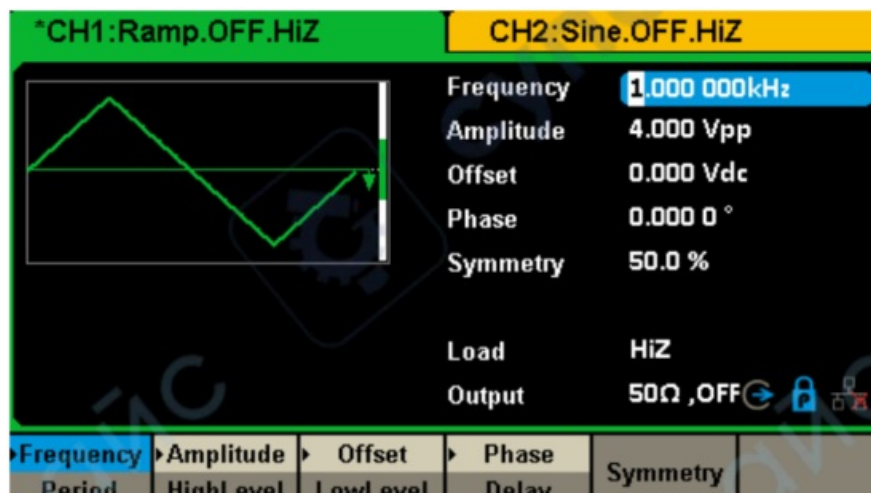 *CH1:Ramp.OFF.HiZ
CH2:Sine.OFF.HiZ
Frequency 1.000 000kHz
Amplitude 4.000 Vpp
Offset 0.000 Vdc
Phase 0.000 0 °
Symmetry 50.0 %
Load HiZ
Output 50Ω ,OFF
Frequency Amplitude Offset Phase
Period HighLevel LowLevel Delay Symmetry